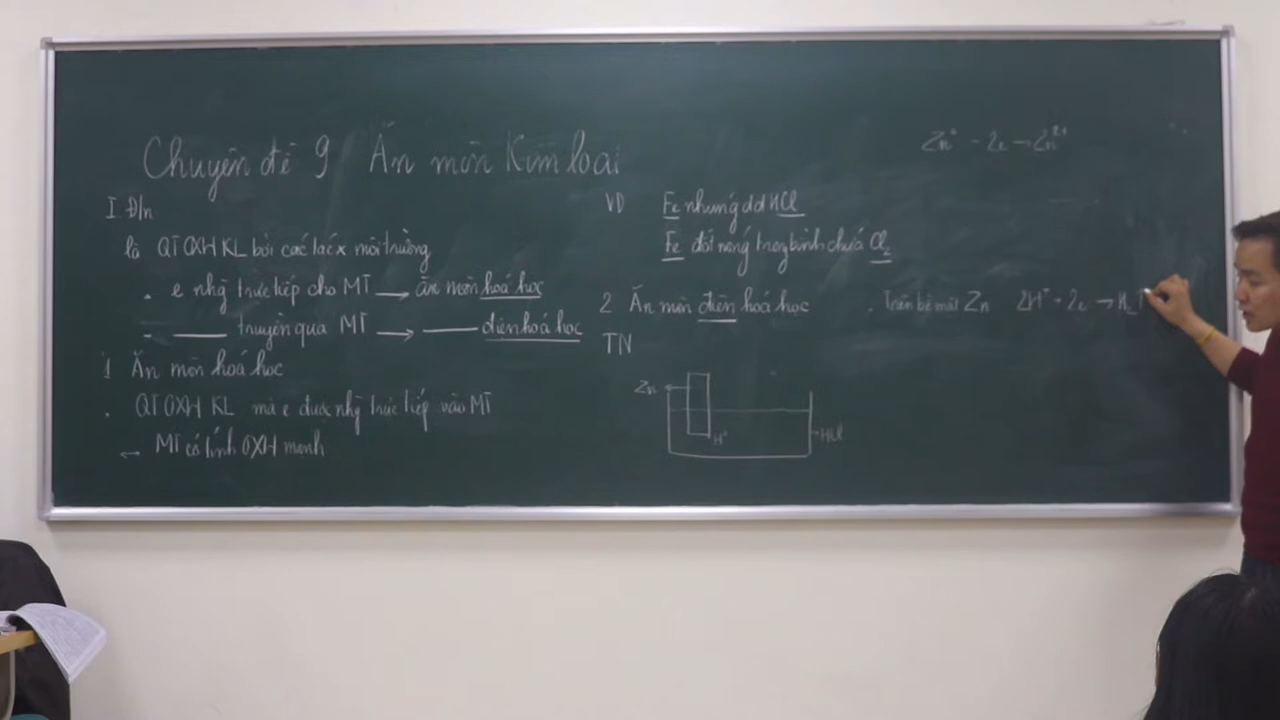 Chuyên đề 9 Ăn mòn Kim loại
I Đ/n
là QT OXH KL bởi các tác x môi trường
. e nhg trực tiếp cho MT → ăn mòn hoá học
. ——— truyền qua MT → ——— điện hoá học
1 Ăn mòn hoá học
. QT OXH KL mà e được nhg trực tiếp vào MT
← MT có tính OXH mạnh
VD Fe nhúng dd HCl
Fe đốt nóng trong bình chứa Cl₂
2 Ăn mòn điện hoá học
TN
Zn
H⁺
HCl
Zn° - 2e → Zn²⁺
. Trên bề mặt Zn 2H⁺ + 2e → H₂↑